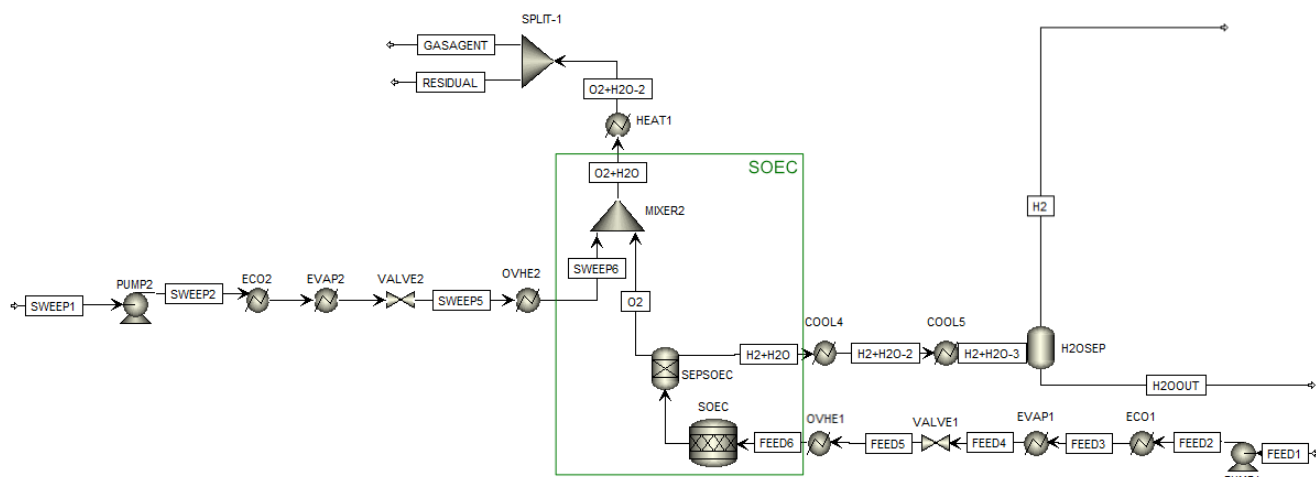 SPLIT-1
GASAGENT
RESIDUAL
O2+H2O-2
HEAT1
SOEC
O2+H2O
MIXER2
H2
SWEEP6
PUMP2
ECO2
EVAP2
VALVE2
OVHE2
SWEEP1
SWEEP2
SWEEP5
O2
COOL4
COOL5
H2+H2O
H2+H2O-2
H2+H2O-3
H2OSEP
SEPSOEC
H2OOUT
SOEC
OVHE1
VALVE1
EVAP1
ECO1
FEED6
FEED5
FEED4
FEED3
FEED2
FEED1